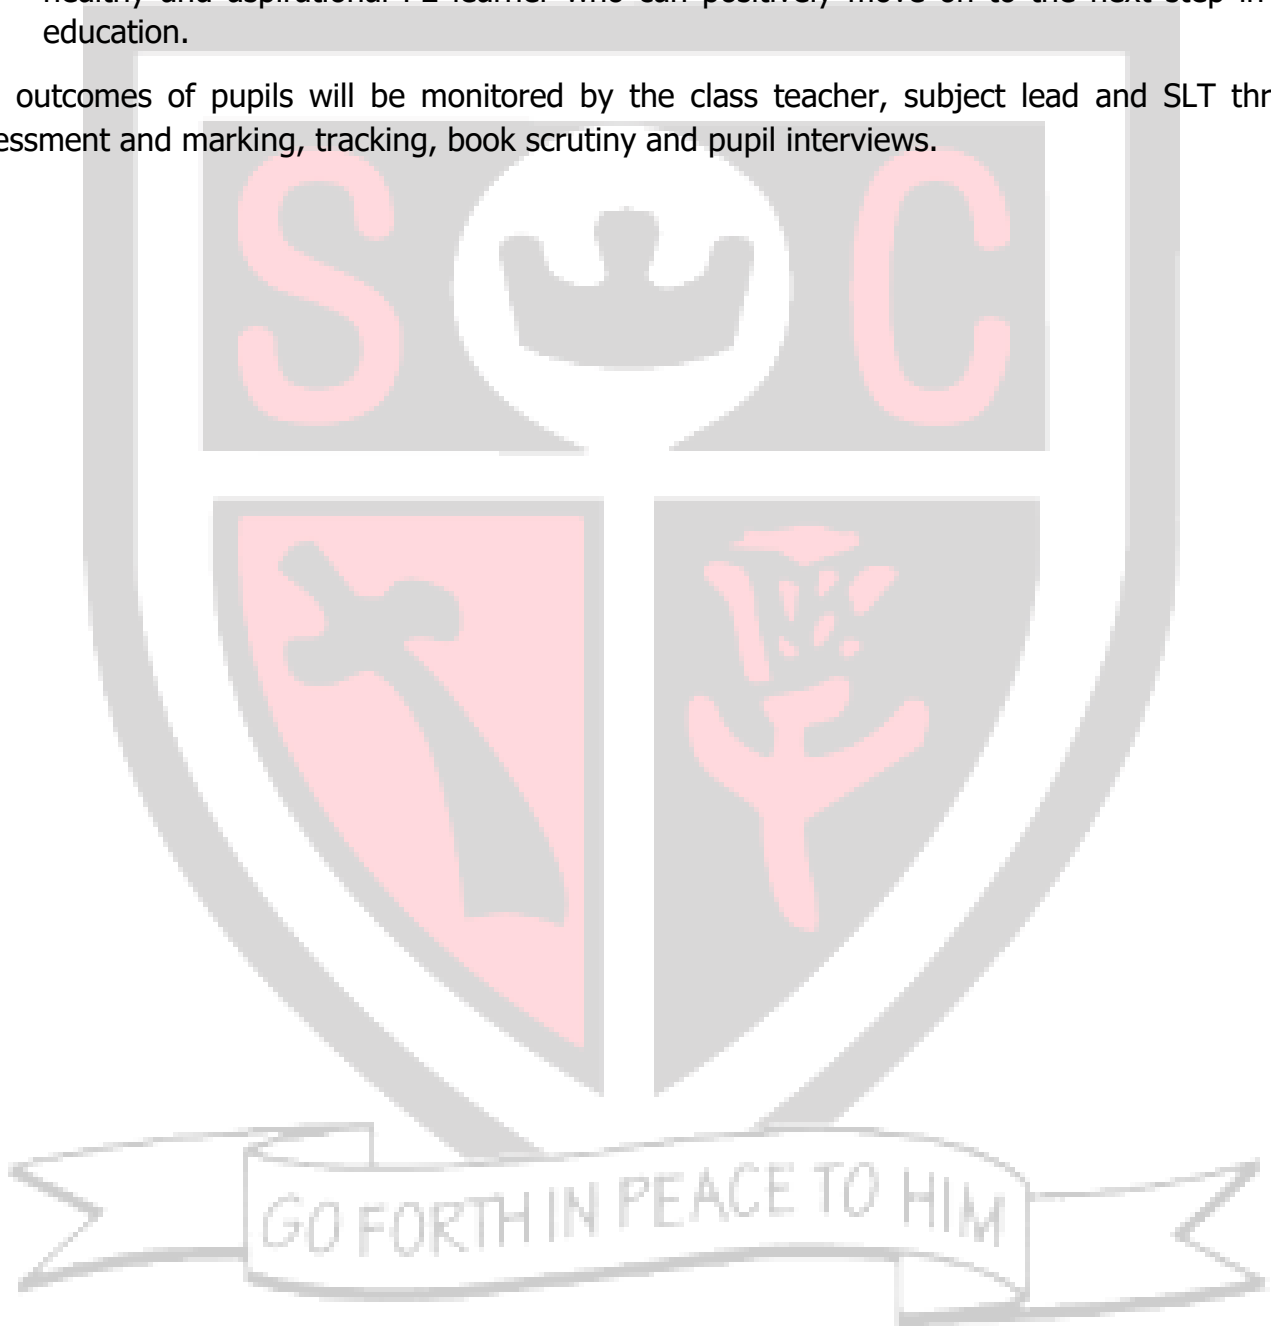 healthy and aspirational PE learner who can positively move on to the next step in
education.
outcomes of pupils will be monitored by the class teacher, subject lead and SLT thr
essment and marking, tracking, book scrutiny and pupil interviews.
S C
GO FORTH IN PEACE TO HIM